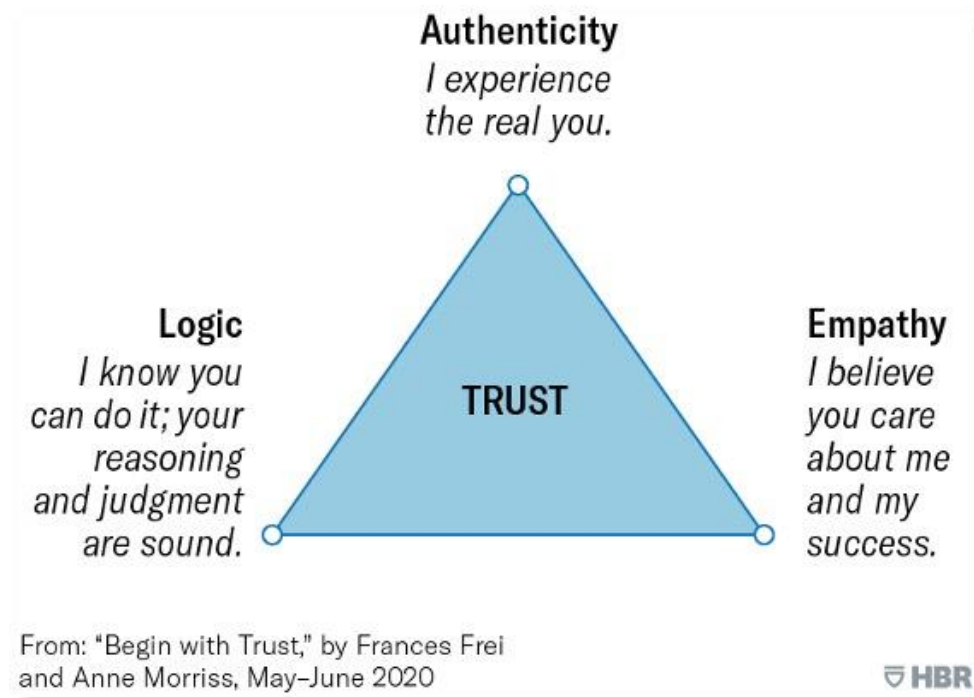 Authenticity
I experience
the real you.
Logic
I know you
can do it; your
reasoning
and judgment
are sound.
TRUST
Empathy
I believe
you care
about me
and my
success.
From: “Begin with Trust,” by Frances Frei
and Anne Morriss, May–June 2020
HBR